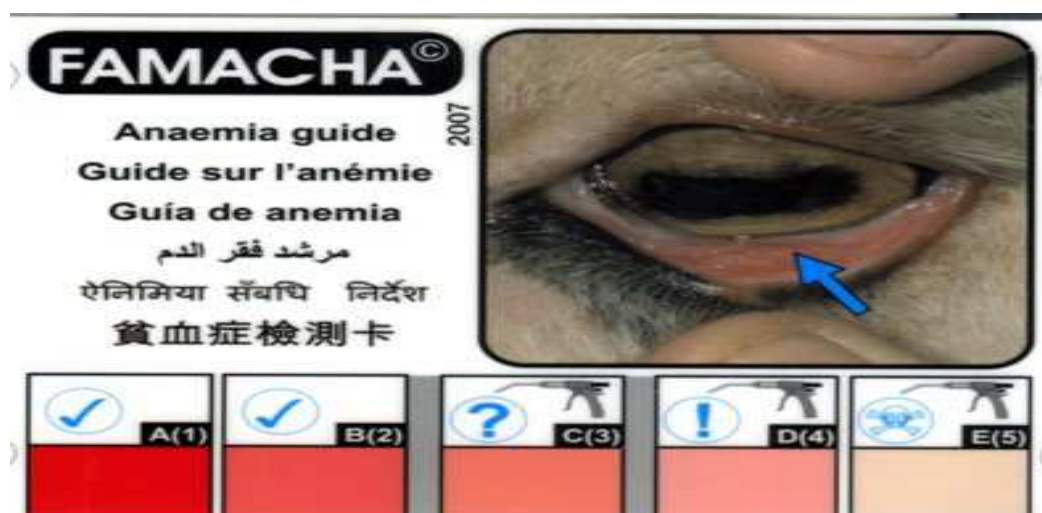 FAMACHA©
2007
Anaemia guide
Guide sur l'anémie
Guía de anemia
مرشد فقر الدم
ऐनिमिया सँबधि निर्देश
貧血症檢測卡
? ! 
A(1) B(2) C(3) D(4) E(5)